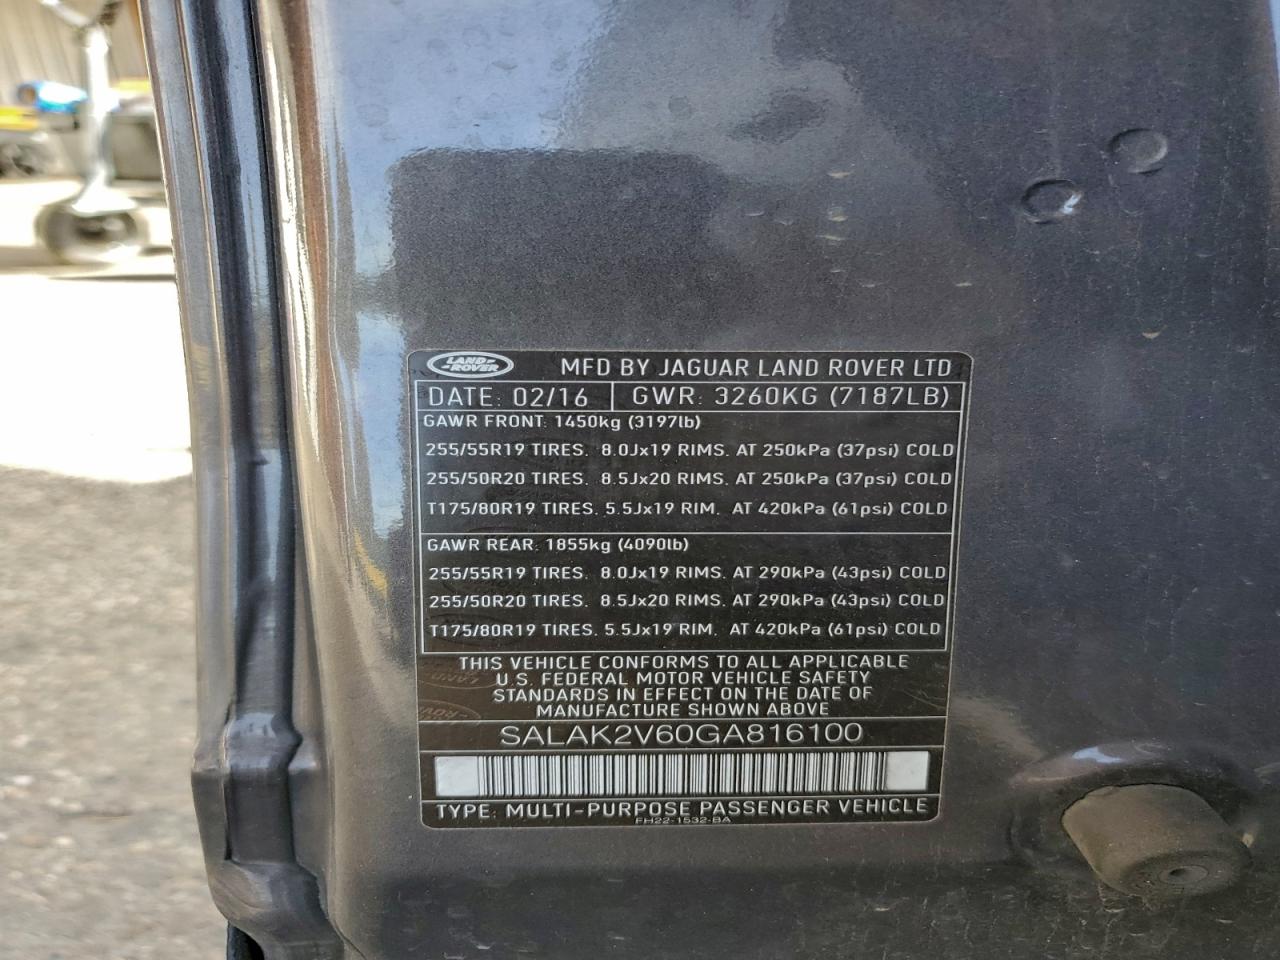 LAND-
-ROVER
MFD BY JAGUAR LAND ROVER LTD
DATE: 02/16 GWR: 3260KG (7187LB)
GAWR FRONT: 1450kg (3197lb)
255/55R19 TIRES. 8.0Jx19 RIMS. AT 250kPa (37psi) COLD
255/50R20 TIRES. 8.5Jx20 RIMS. AT 250kPa (37psi) COLD
T175/80R19 TIRES. 5.5Jx19 RIM. AT 420kPa (61psi) COLD
GAWR REAR: 1855kg (4090lb)
255/55R19 TIRES. 8.0Jx19 RIMS. AT 290kPa (43psi) COLD
255/50R20 TIRES. 8.5Jx20 RIMS. AT 290kPa (43psi) COLD
T175/80R19 TIRES. 5.5Jx19 RIM. AT 420kPa (61psi) COLD
THIS VEHICLE CONFORMS TO ALL APPLICABLE
U.S. FEDERAL MOTOR VEHICLE SAFETY
STANDARDS IN EFFECT ON THE DATE OF
MANUFACTURE SHOWN ABOVE
SALAK2V60GA816100
TYPE: MULTI-PURPOSE PASSENGER VEHICLE
FH22-1532-BA